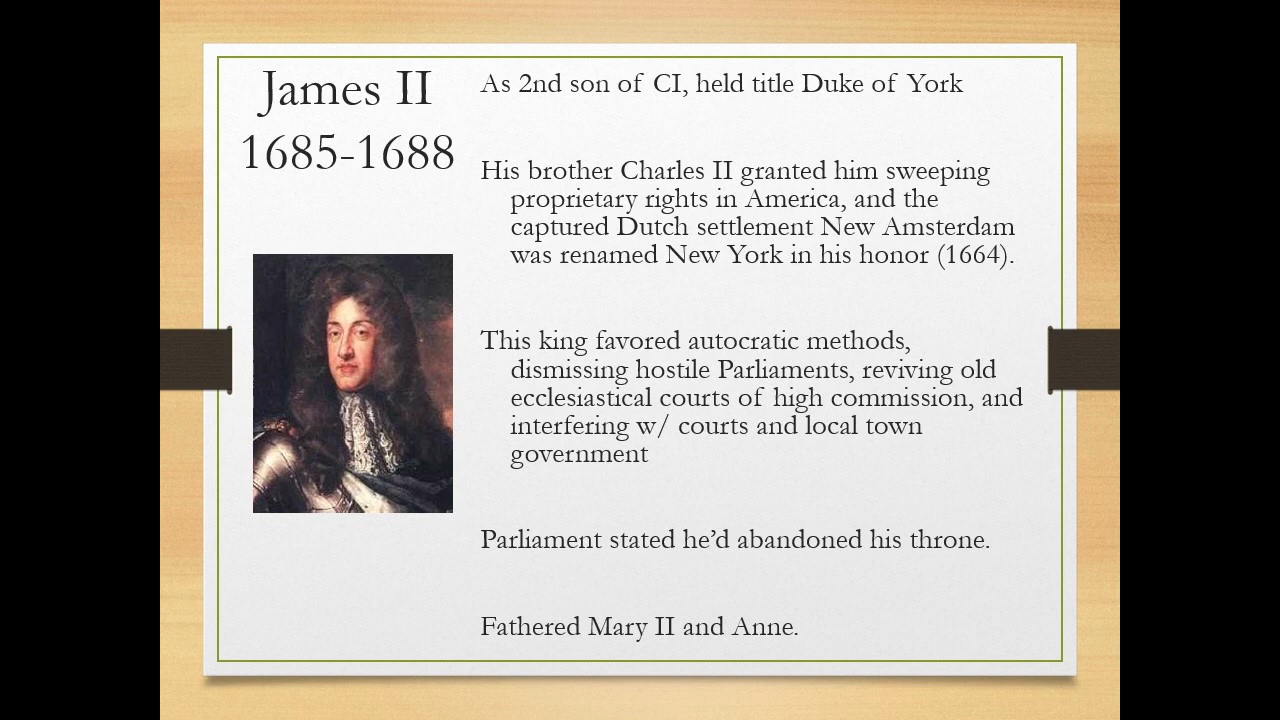 James II
1685-1688
As 2nd son of CI, held title Duke of York
His brother Charles II granted him sweeping
proprietary rights in America, and the
captured Dutch settlement New Amsterdam
was renamed New York in his honor (1664).
This king favored autocratic methods,
dismissing hostile Parliaments, reviving old
ecclesiastical courts of high commission, and
interfering w/ courts and local town
government
Parliament stated he’d abandoned his throne.
Fathered Mary II and Anne.